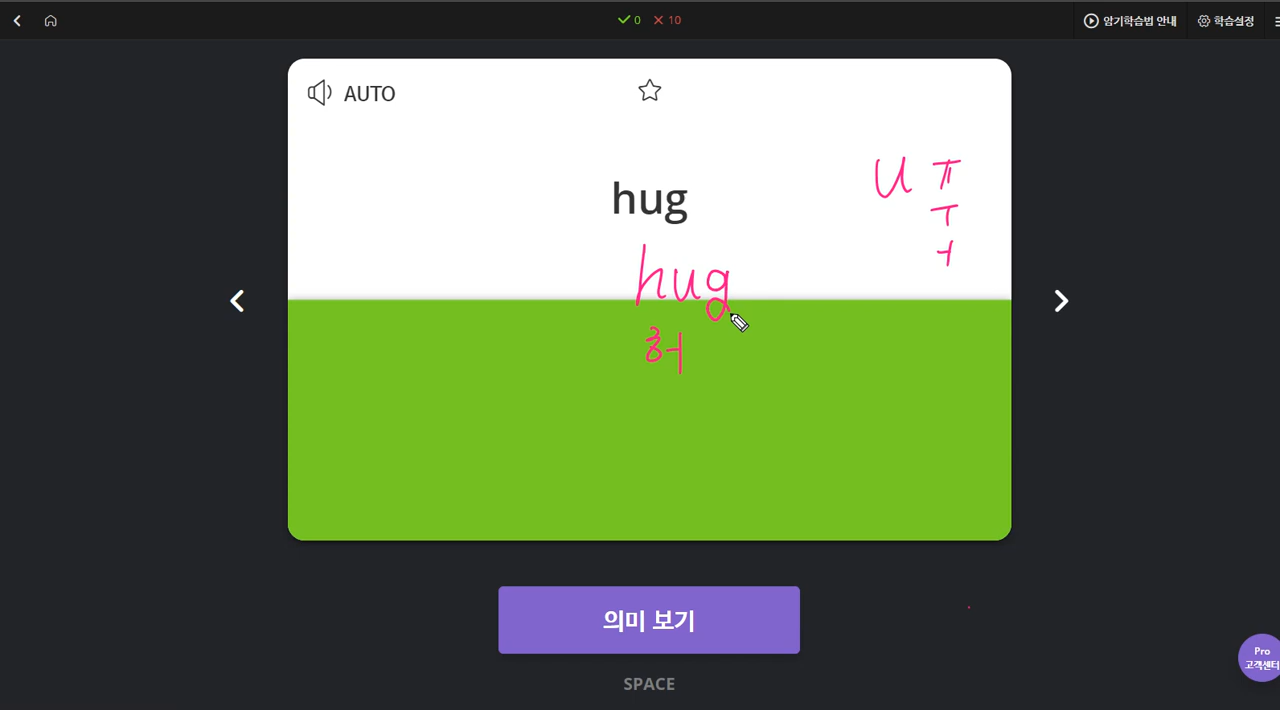 0 10 암기학습법 안내 학습설정
AUTO
hug
u ㅠ
ㅜ
ㅓ
hug
허
의미 보기
SPACE
Pro
고객센터